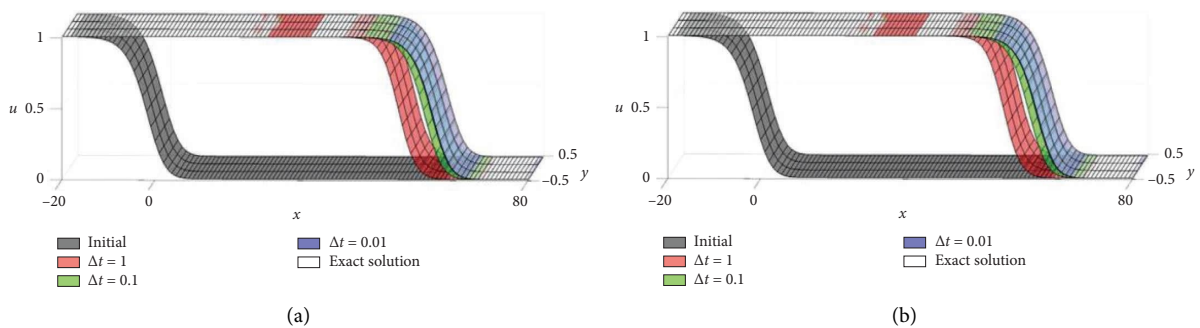 1
u 0.5
0
0.5
y
−0.5
−20
0
80
x
Initial
Δt = 1
Δt = 0.1
Δt = 0.01
Exact solution
(a)
1
u 0.5
0
0.5
y
−0.5
−20
0
80
x
Initial
Δt = 1
Δt = 0.1
Δt = 0.01
Exact solution
(b)